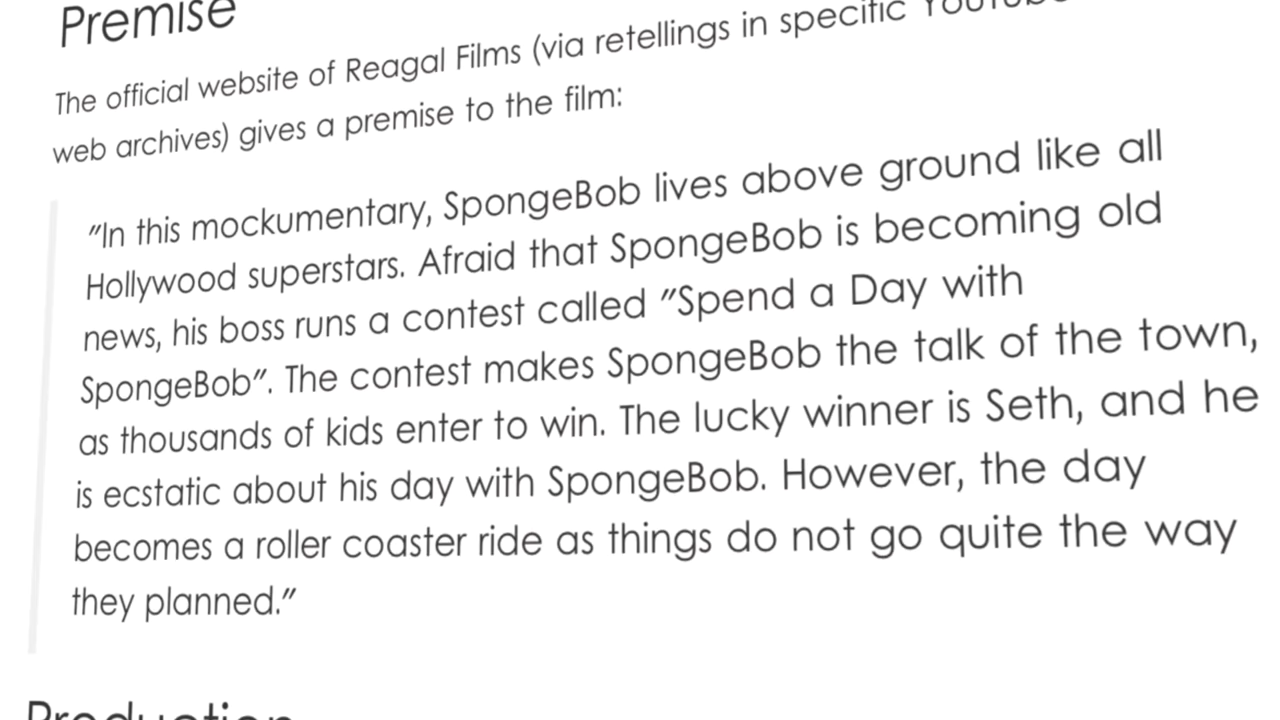 Premise
The official website of Reagal Films (via retellings in specific YouTube
web archives) gives a premise to the film:
"In this mockumentary, SpongeBob lives above ground like all
Hollywood superstars. Afraid that SpongeBob is becoming old
news, his boss runs a contest called "Spend a Day with
SpongeBob". The contest makes SpongeBob the talk of the town,
as thousands of kids enter to win. The lucky winner is Seth, and he
is ecstatic about his day with SpongeBob. However, the day
becomes a roller coaster ride as things do not go quite the way
they planned."
Production